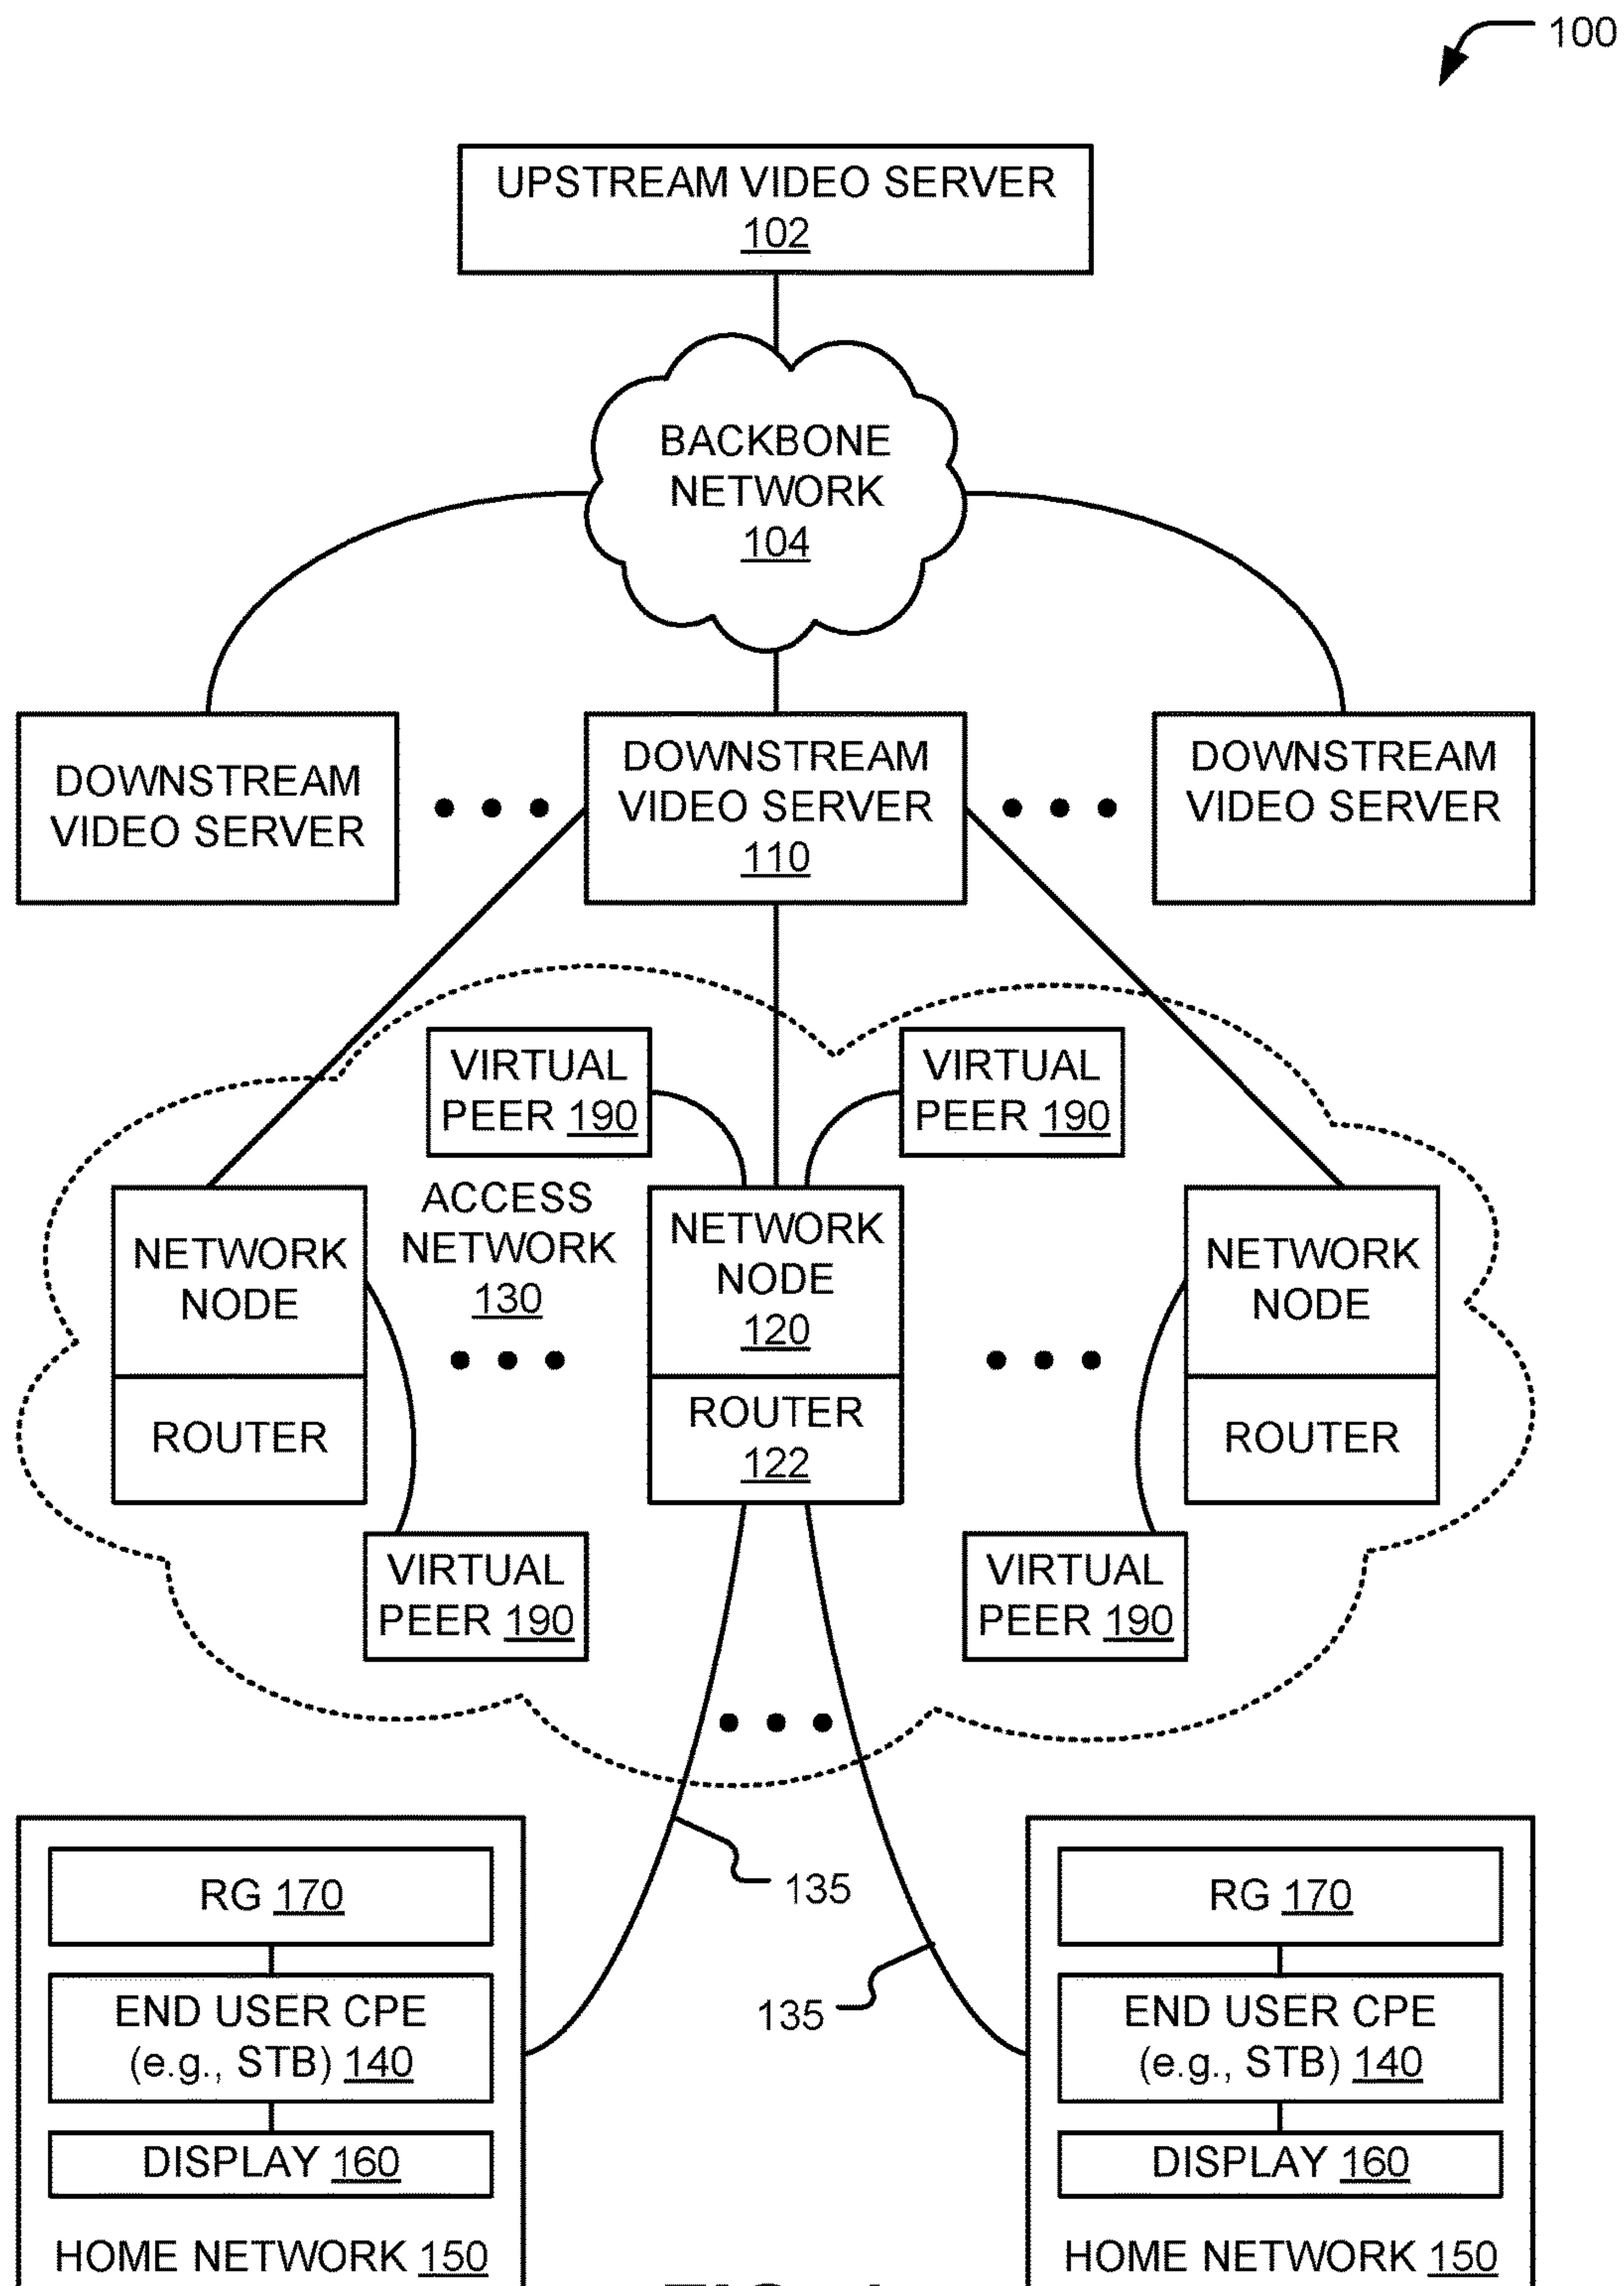 100
UPSTREAM VIDEO SERVER
102
BACKBONE
NETWORK
104
DOWNSTREAM
VIDEO SERVER
DOWNSTREAM
VIDEO SERVER
110
DOWNSTREAM
VIDEO SERVER
VIRTUAL
PEER 190
VIRTUAL
PEER 190
ACCESS
NETWORK
130
NETWORK
NODE
ROUTER
NETWORK
NODE
120
ROUTER
122
NETWORK
NODE
ROUTER
VIRTUAL
PEER 190
VIRTUAL
PEER 190
135
135
RG 170
END USER CPE
(e.g., STB) 140
DISPLAY 160
HOME NETWORK 150
RG 170
END USER CPE
(e.g., STB) 140
DISPLAY 160
HOME NETWORK 150